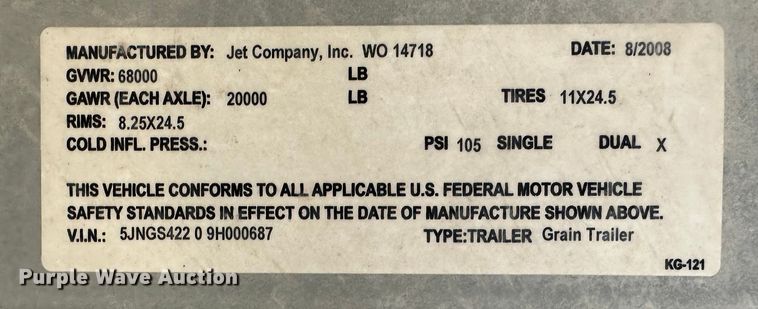 MANUFACTURED BY: Jet Company, Inc. WO 14718 DATE: 8/2008
GVWR: 68000 LB
GAWR (EACH AXLE): 20000 LB TIRES 11X24.5
RIMS: 8.25X24.5
COLD INFL. PRESS.: PSI 105 SINGLE DUAL X
THIS VEHICLE CONFORMS TO ALL APPLICABLE U.S. FEDERAL MOTOR VEHICLE
SAFETY STANDARDS IN EFFECT ON THE DATE OF MANUFACTURE SHOWN ABOVE.
V.I.N.: 5JNGS422 0 9H000687 TYPE:TRAILER Grain Trailer
KG-121
Purple Wave Auction